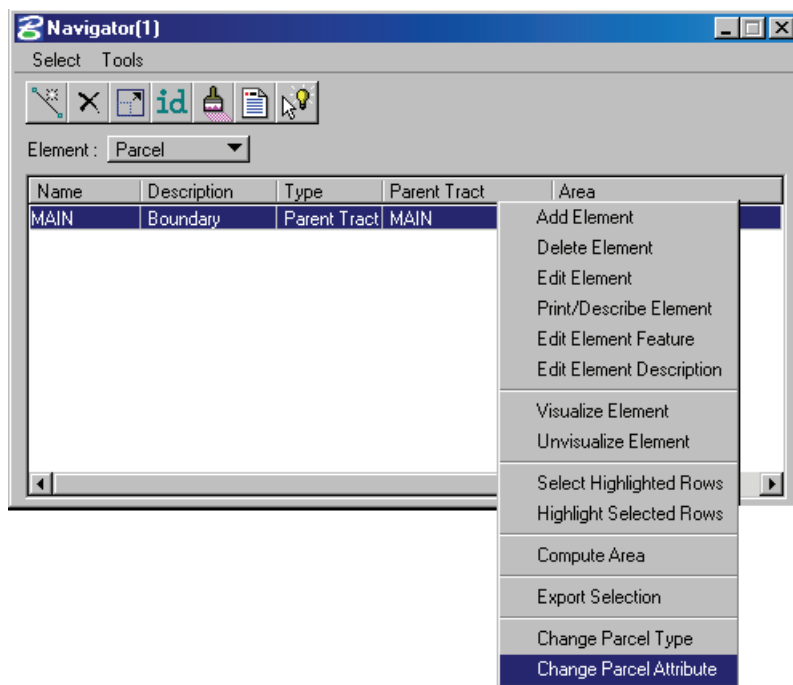 Navigator(1)
Select Tools
id
Element : Parcel
Name Description Type Parent Tract Area
MAIN Boundary Parent Tract MAIN
Add Element
Delete Element
Edit Element
Print/Describe Element
Edit Element Feature
Edit Element Description
Visualize Element
Unvisualize Element
Select Highlighted Rows
Highlight Selected Rows
Compute Area
Export Selection
Change Parcel Type
Change Parcel Attribute